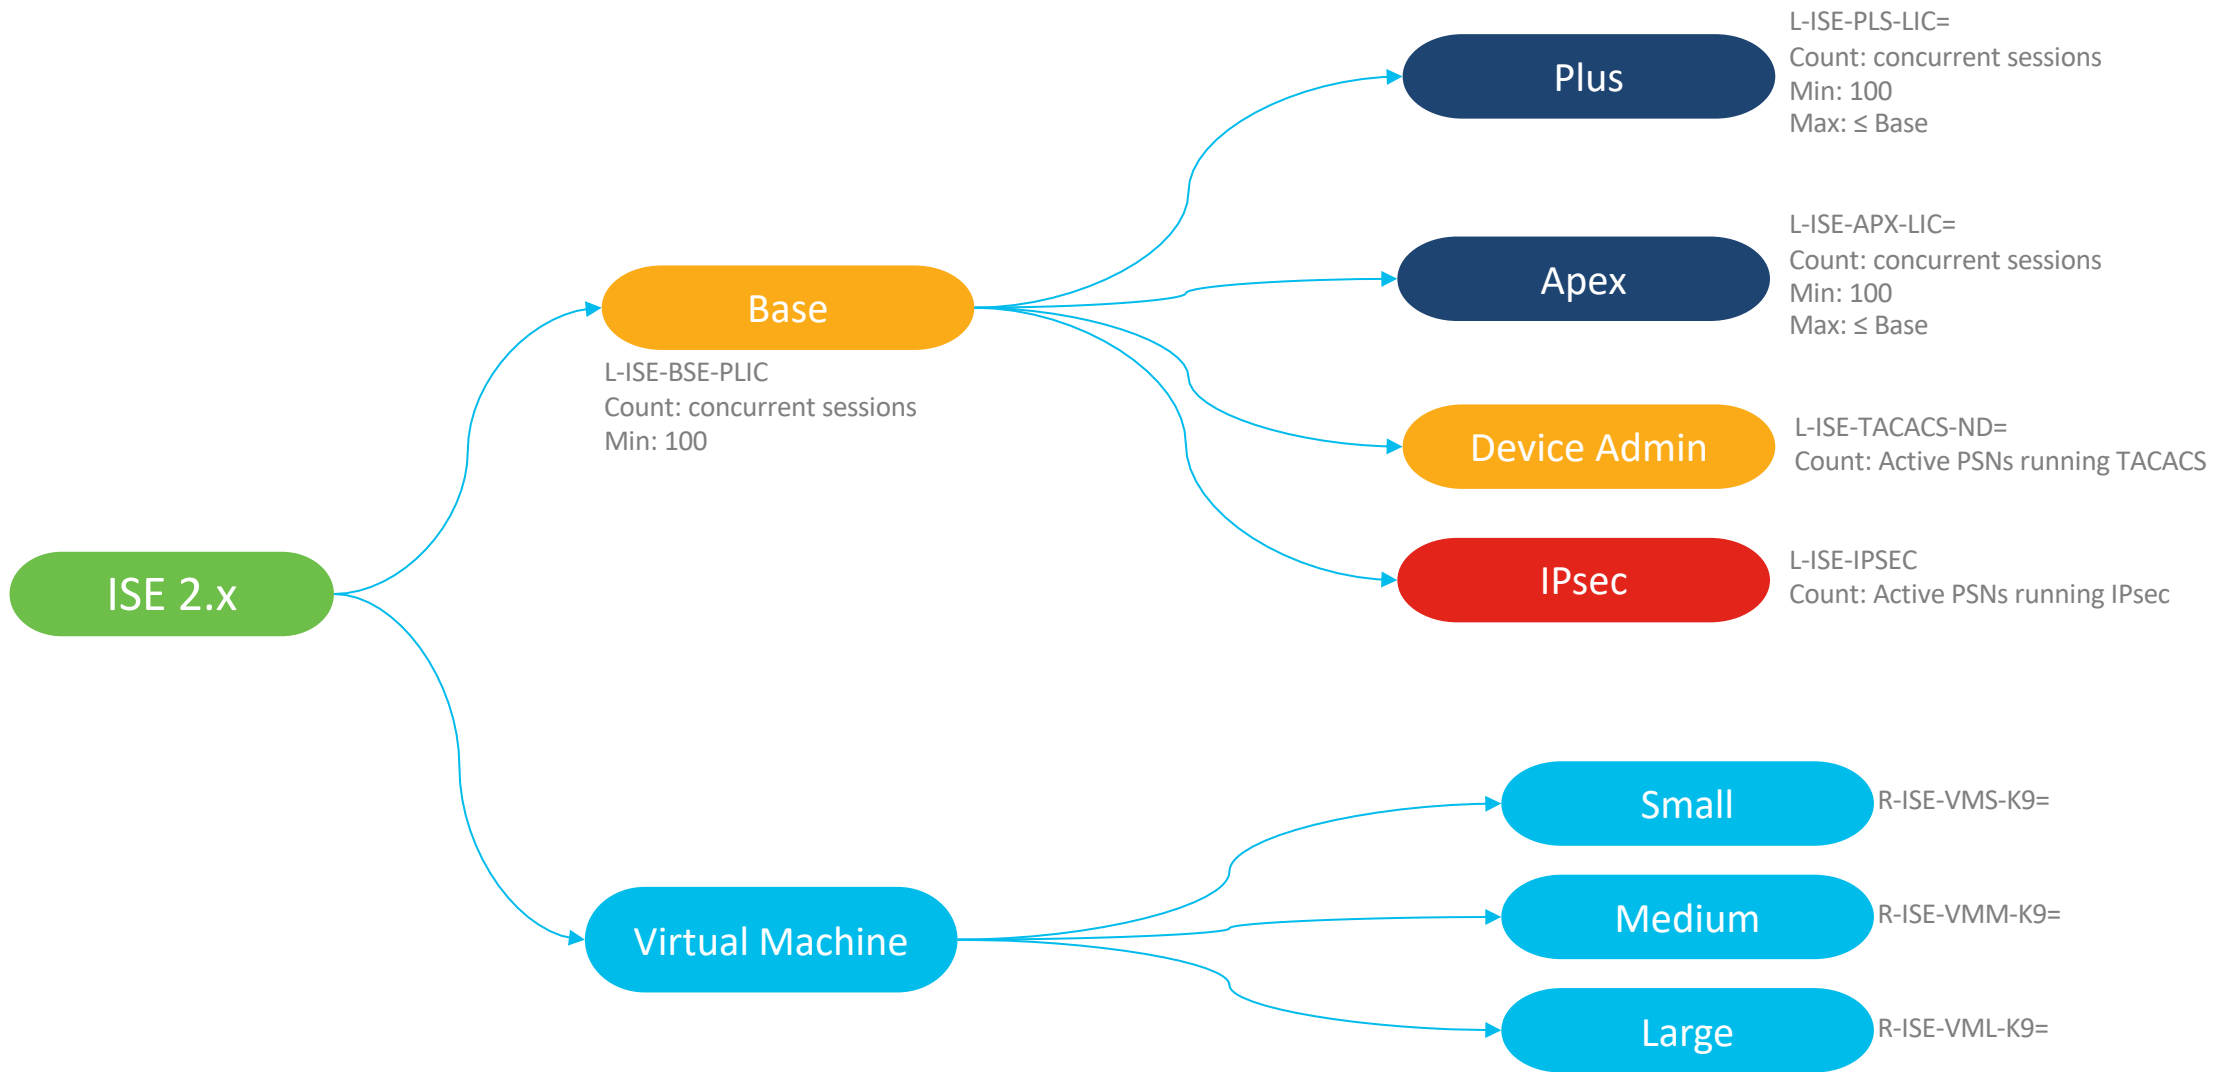 ISE 2.x
Base
L-ISE-BSE-PLIC
Count: concurrent sessions
Min: 100
Plus
L-ISE-PLS-LIC=
Count: concurrent sessions
Min: 100
Max: ≤ Base
Apex
L-ISE-APX-LIC=
Count: concurrent sessions
Min: 100
Max: ≤ Base
Device Admin
L-ISE-TACACS-ND=
Count: Active PSNs running TACACS
IPsec
L-ISE-IPSEC
Count: Active PSNs running IPsec
Virtual Machine
Small
R-ISE-VMS-K9=
Medium
R-ISE-VMM-K9=
Large
R-ISE-VML-K9=